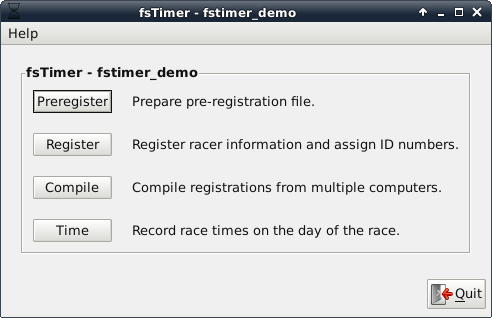 fsTimer - fstimer_demo
Help
fsTimer - fstimer_demo
Preregister Prepare pre-registration file.
Register Register racer information and assign ID numbers.
Compile Compile registrations from multiple computers.
Time Record race times on the day of the race.
Quit